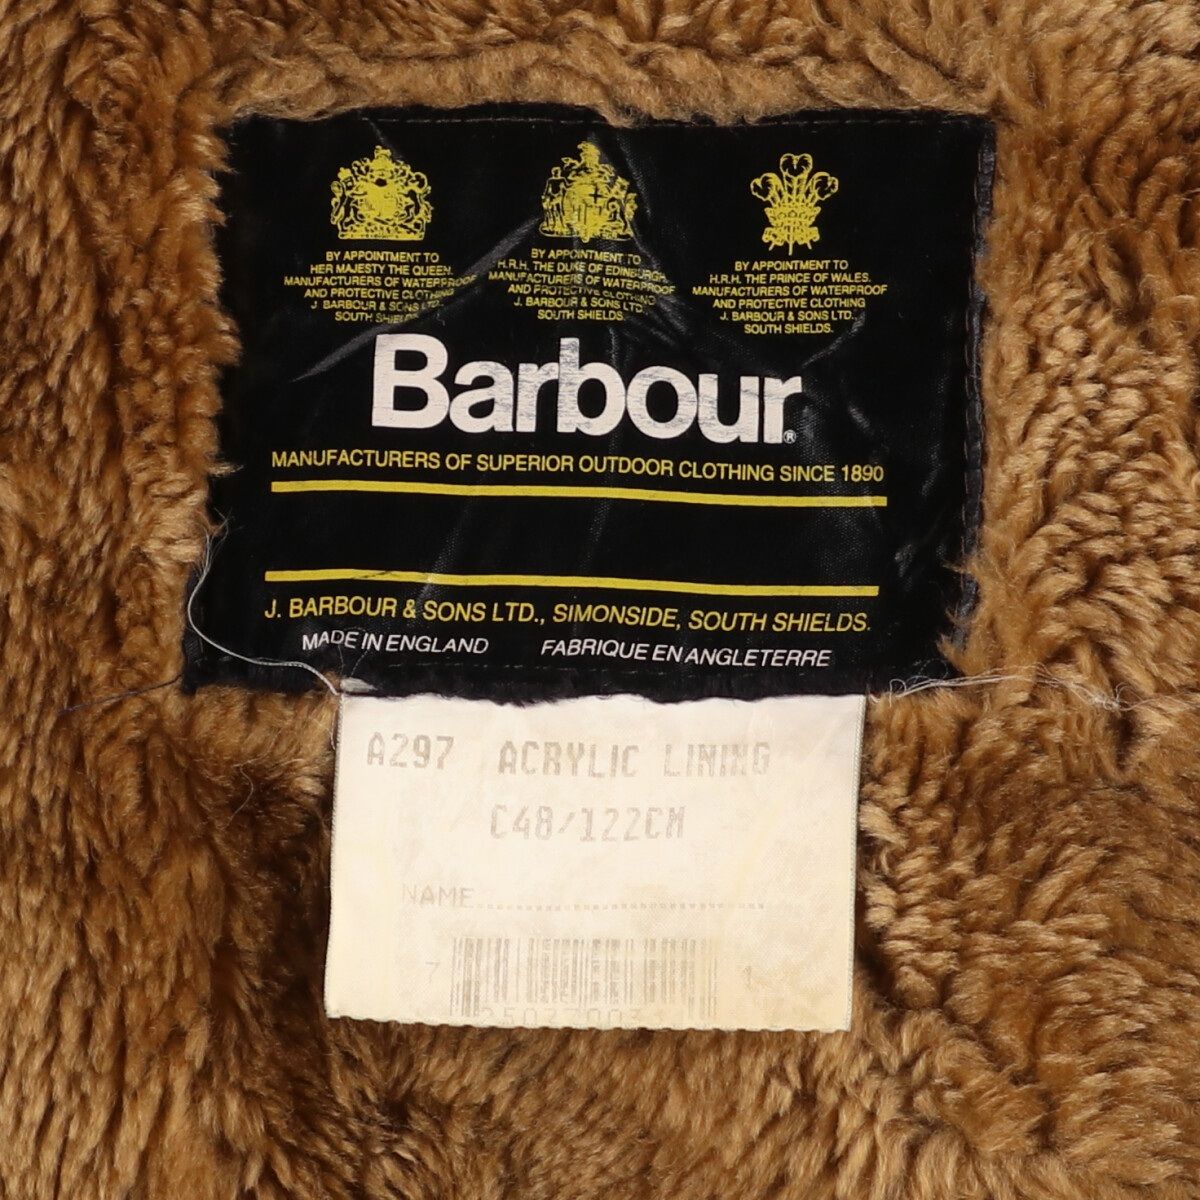 BY APPOINTMENT TO
HER MAJESTY THE QUEEN.
MANUFACTURERS OF WATERPROOF
AND PROTECTIVE CLOTHING
J. BARBOUR & SONS LTD.,
SOUTH SHIELDS.
BY APPOINTMENT TO
H.R.H. THE DUKE OF EDINBURGH.
MANUFACTURERS OF WATERPROOF
AND PROTECTIVE CLOTHING
J. BARBOUR & SONS LTD.,
SOUTH SHIELDS.
BY APPOINTMENT TO
H.R.H. THE PRINCE OF WALES.
MANUFACTURERS OF WATERPROOF
AND PROTECTIVE CLOTHING
J. BARBOUR & SONS LTD.,
SOUTH SHIELDS.
Barbour®
MANUFACTURERS OF SUPERIOR OUTDOOR CLOTHING SINCE 1890
J. BARBOUR & SONS LTD., SIMONSIDE, SOUTH SHIELDS.
MADE IN ENGLAND FABRIQUE EN ANGLETERRE
A297 ACRYLIC LINING
C48/122CM
NAME
7 1